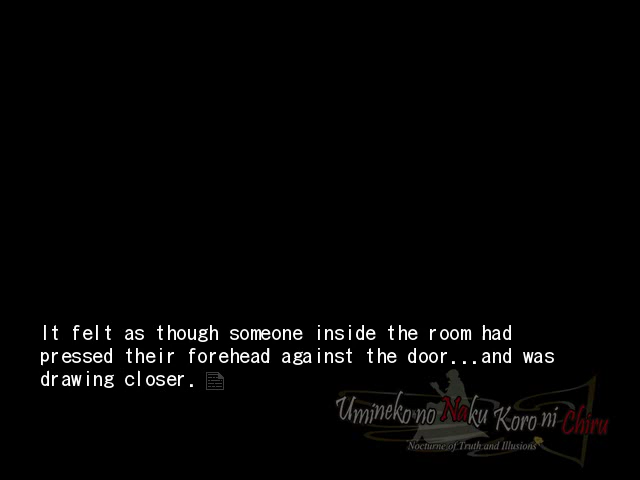 It felt as though someone inside the room had
pressed their forehead against the door...and was
drawing closer.
Umineko no Naku Koro ni Chiru
Nocturne of Truth and Illusions